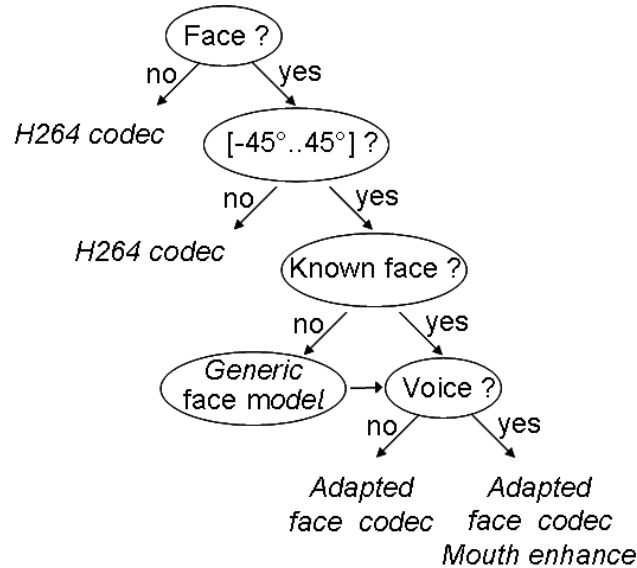 Face ?
no yes
H264 codec
[-45°..45°] ?
no yes
H264 codec
Known face ?
no yes
Generic
face model
Voice ?
no yes
Adapted
face codec
Adapted
face codec
Mouth enhance